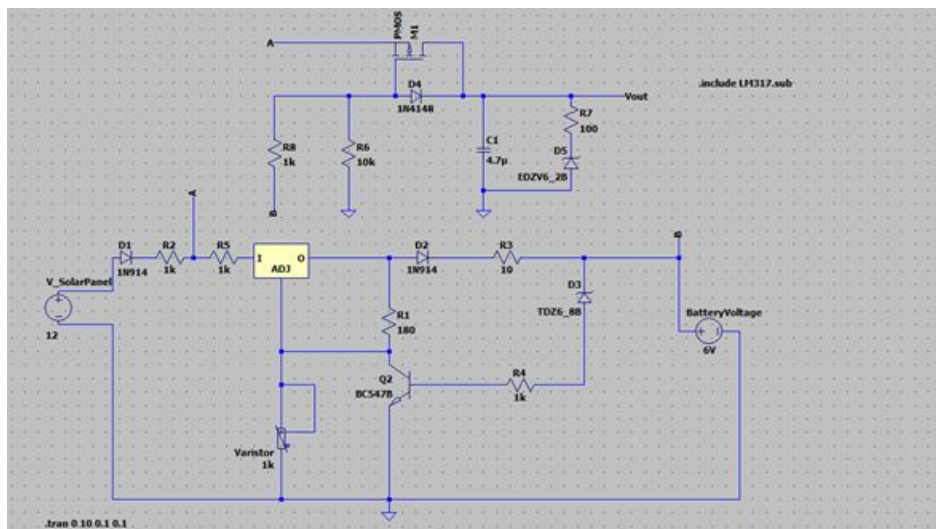 PMOS
M1
A
D4
1N4148
Vout
.include LM317.sub
R7
100
R8
1k
R6
10k
C1
4.7µ
D5
EDZV6_2B
B
A
B
D1
1N914
R2
1k
R5
1k
I
O
ADJ
D2
1N914
R3
10
V_SolarPanel
12
D3
TDZ6_8B
BatteryVoltage
6V
R1
180
Q2
BC547B
R4
1k
Varistor
1k
.tran 0 10 0.1 0.1